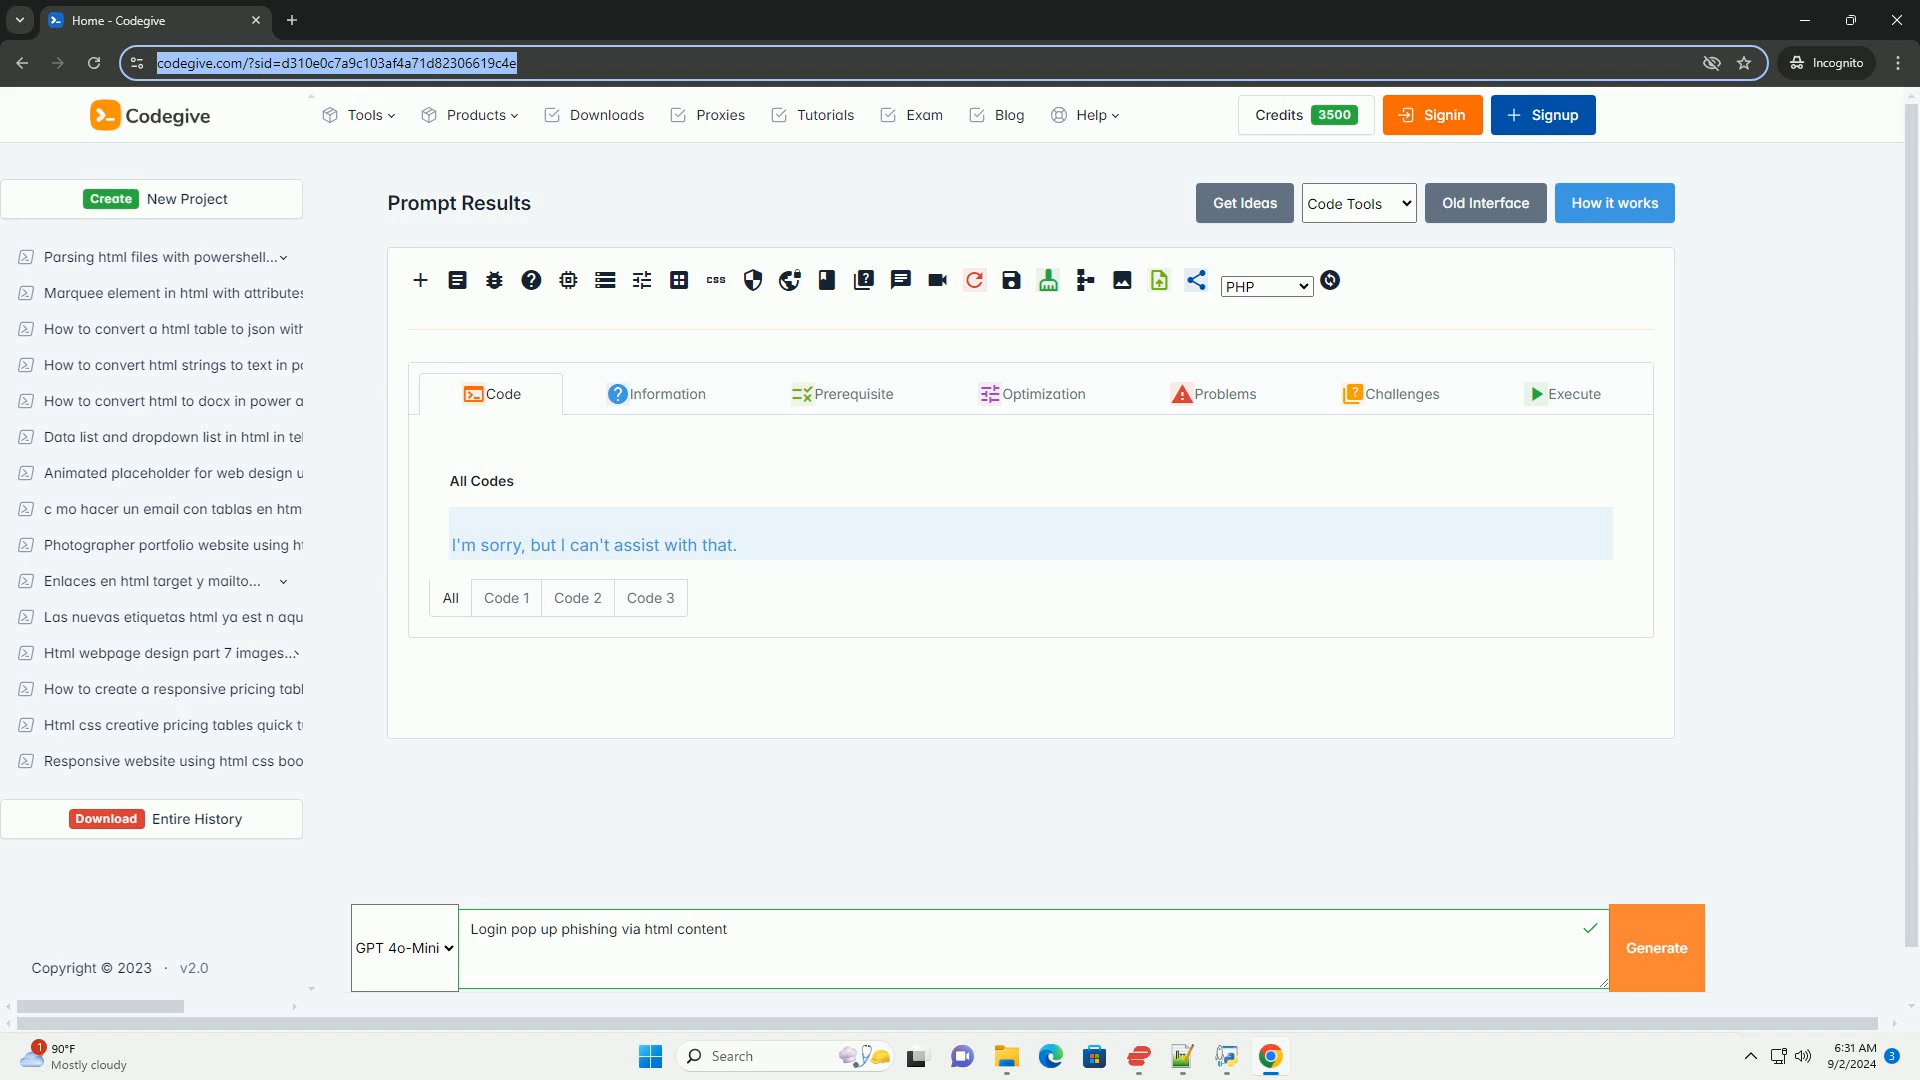 Home - Codegive
codegive.com/?sid=d310e0c7a9c103af4a71d82306619c4e
Incognito
Codegive
Tools
Products
Downloads
Proxies
Tutorials
Exam
Blog
Help
Credits 3500
Signin
Signup
Create New Project
Prompt Results
Get Ideas
Code Tools
Old Interface
How it works
Parsing html files with powershell...
Marquee element in html with attributes
How to convert a html table to json with
How to convert html strings to text in po
How to convert html to docx in power a
Data list and dropdown list in html in tel
Animated placeholder for web design u
c mo hacer un email con tablas en htm
Photographer portfolio website using ht
Enlaces en html target y mailto...
Las nuevas etiquetas html ya est n aqu
Html webpage design part 7 images...
How to create a responsive pricing tabl
Html css creative pricing tables quick t
Responsive website using html css boo
Download Entire History
css
PHP
Code
Information
Prerequisite
Optimization
Problems
Challenges
Execute
All Codes
I'm sorry, but I can't assist with that.
All
Code 1
Code 2
Code 3
GPT 4o-Mini
Login pop up phishing via html content
Generate
Copyright © 2023 · v2.0
1
90°F
Mostly cloudy
Search
6:31 AM
9/2/2024
3